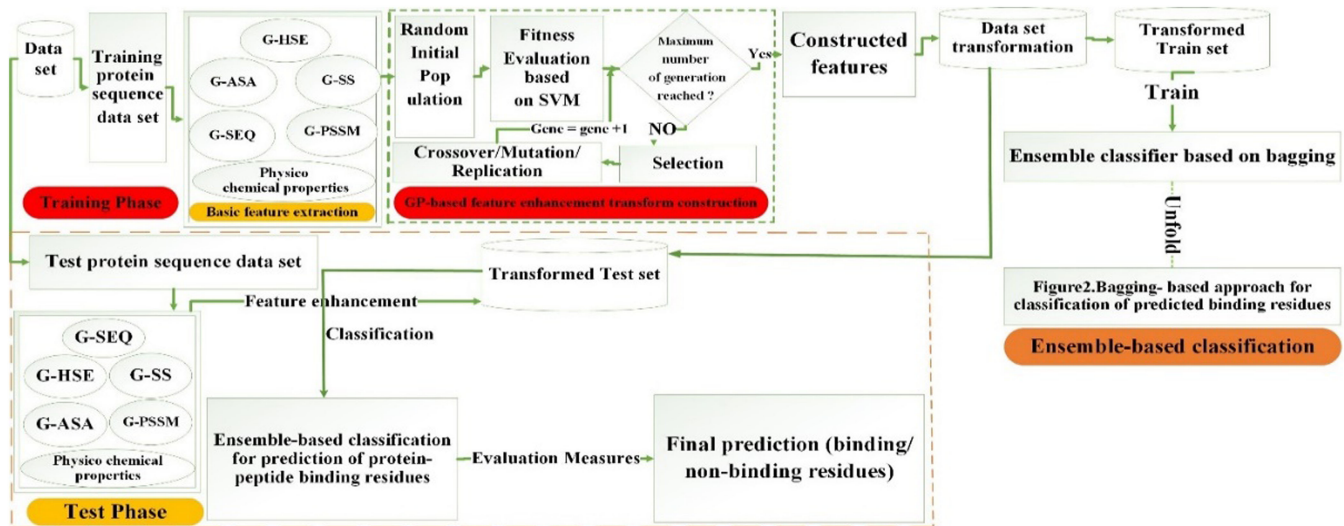 Data
set
Training
protein
sequence
data set
Training Phase
G-HSE
G-ASA
G-SS
G-SEQ
G-PSSM
Physico
chemical properties
Basic feature extraction
Random
Initial
Pop
ulation
Fitness
Evaluation
based
on SVM
Maximum
number
of generation
reached ?
Yes
NO
Gene = gene +1
Crossover/Mutation/
Replication
Selection
GP-based feature enhancement transform construction
Constructed
features
Data set
transformation
Transformed
Train set
Train
Ensemble classifier based on bagging
Unfold
Figure2.Bagging- based approach for
classification of predicted binding residues
Ensemble-based classification
Test protein sequence data set
Feature enhancement
Transformed Test set
Classification
G-SEQ
G-HSE
G-SS
G-ASA
G-PSSM
Physico chemical
properties
Test Phase
Ensemble-based classification
for prediction of protein-
peptide binding residues
Evaluation Measures
Final prediction (binding/
non-binding residues)